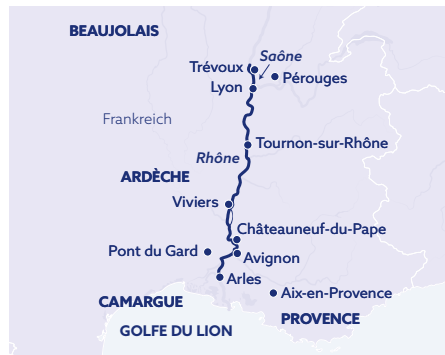 BEAUJOLAIS
Saône
Trévoux
Pérouges
Lyon
Frankreich
Tournon-sur-Rhône
Rhône
ARDÈCHE
Viviers
Châteauneuf-du-Pape
Pont du Gard
Avignon
Arles
Aix-en-Provence
CAMARGUE
PROVENCE
GOLFE DU LION